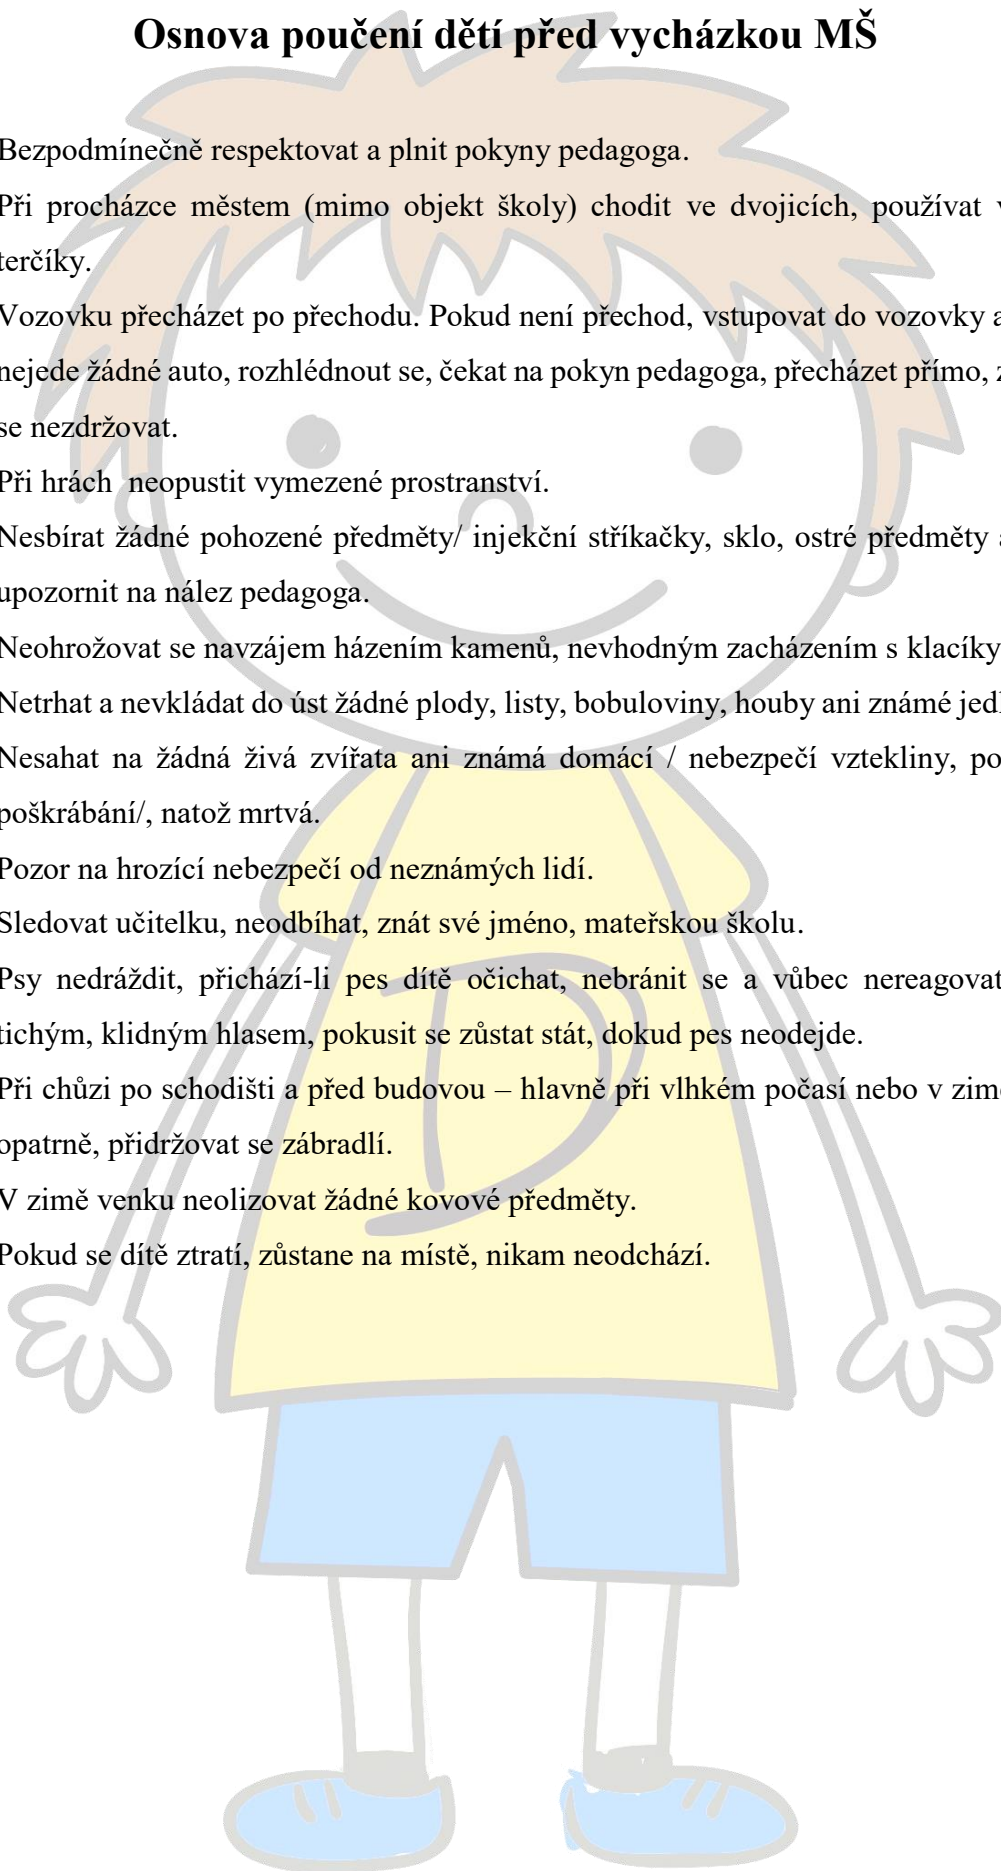 Osnova poučení dětí před vycházkou MŠ
Bezpodmínečně respektovat a plnit pokyny pedagoga.
Při procházce městem (mimo objekt školy) chodit ve dvojicích, používat
terčíky.
Vozovku přecházet po přechodu. Pokud není přechod, vstupovat do vozovky
nejede žádné auto, rozhlédnout se, čekat na pokyn pedagoga, přecházet přímo,
se nezdržovat.
Při hrách neopustit vymezené prostranství.
Nesbírat žádné pohozené předměty/ injekční stříkačky, sklo, ostré předměty
upozornit na nález pedagoga.
Neohrožovat se navzájem házením kamenů, nevhodným zacházením s klacíky
Netrhat a nevkládat do úst žádné plody, listy, bobuloviny, houby ani známé
Nesahat na žádná živá zvířata ani známá domácí / nebezpečí vztekliny,
poškrábání/, natož mrtvá.
Pozor na hrozící nebezpečí od neznámých lidí.
Sledovat učitelku, neodbíhat, znát své jméno, mateřskou školu.
Psy nedráždit, přichází-li pes dítě očichat, nebránit se a vůbec nereagovat
tichým, klidným hlasem, pokusit se zůstat stát, dokud pes neodejde.
Při chůzi po schodišti a před budovou – hlavně při vlhkém počasí nebo v zimě
opatrně, přidržovat se zábradlí.
V zimě venku neolizovat žádné kovové předměty.
Pokud se dítě ztratí, zůstane na místě, nikam neodchází.
D